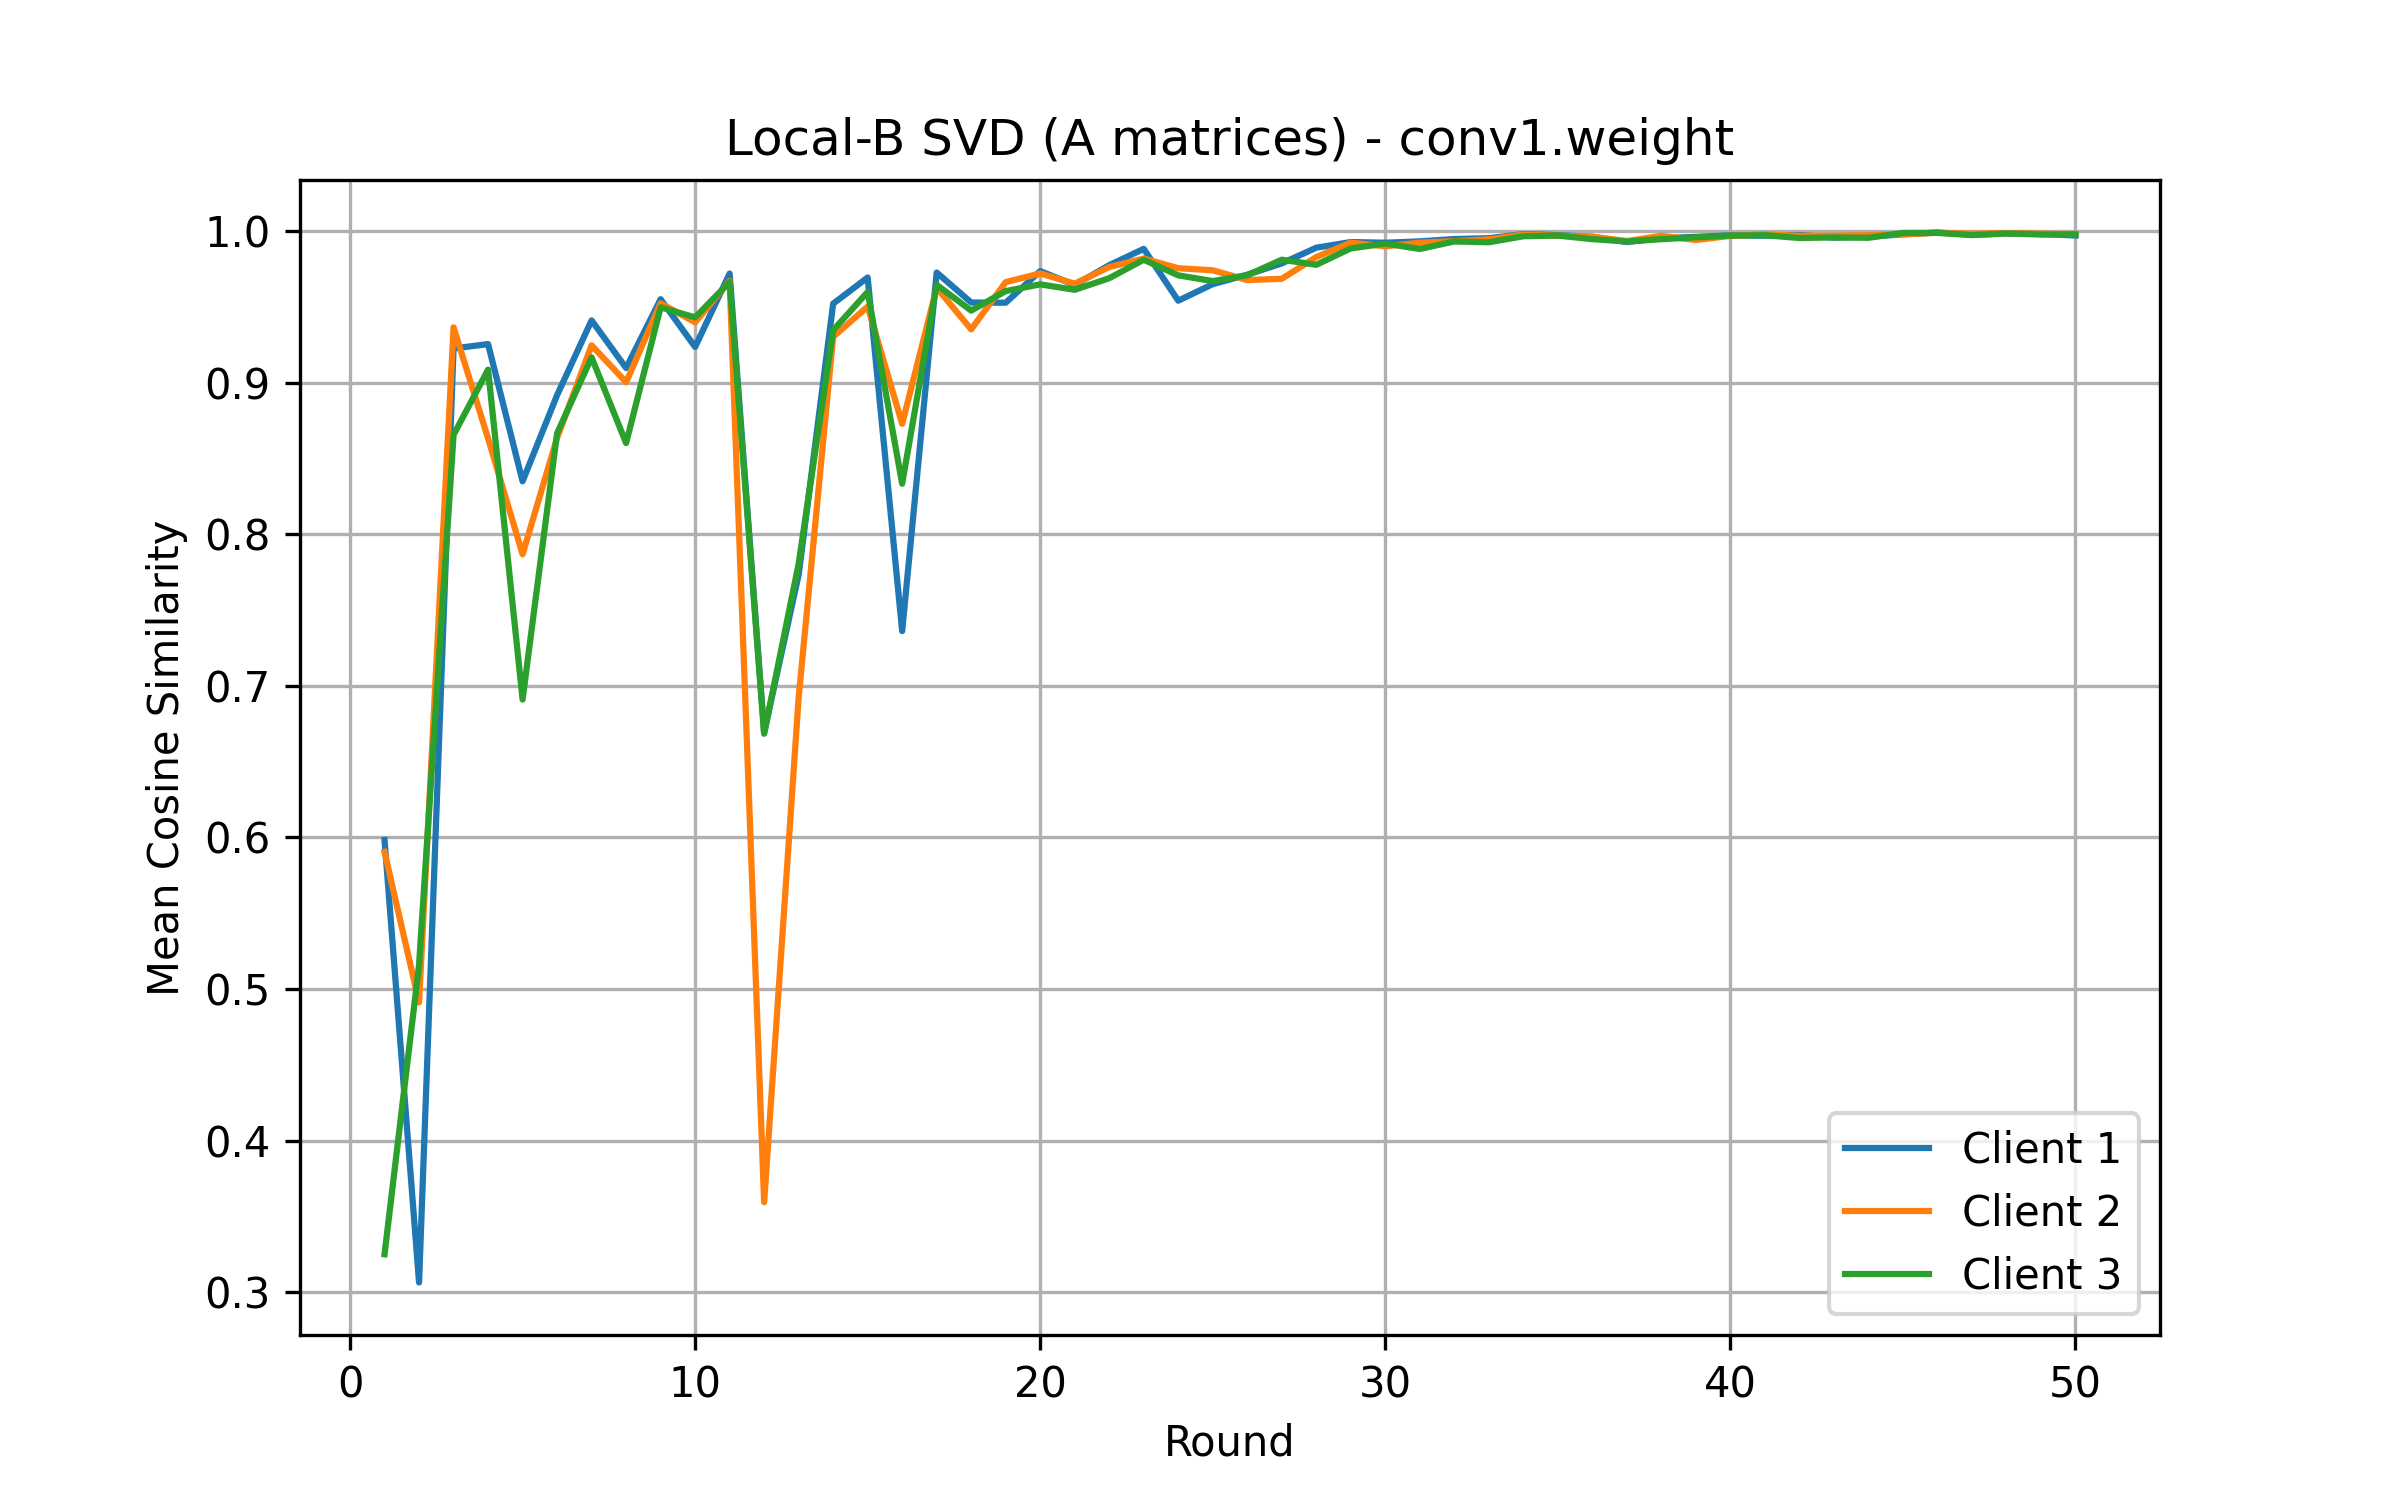 Local-B SVD (A matrices) - conv1.weight
Mean Cosine Similarity
1.0
0.9
0.8
0.7
0.6
0.5
0.4
0.3
0 10 20 30 40 50
Round
Client 1
Client 2
Client 3